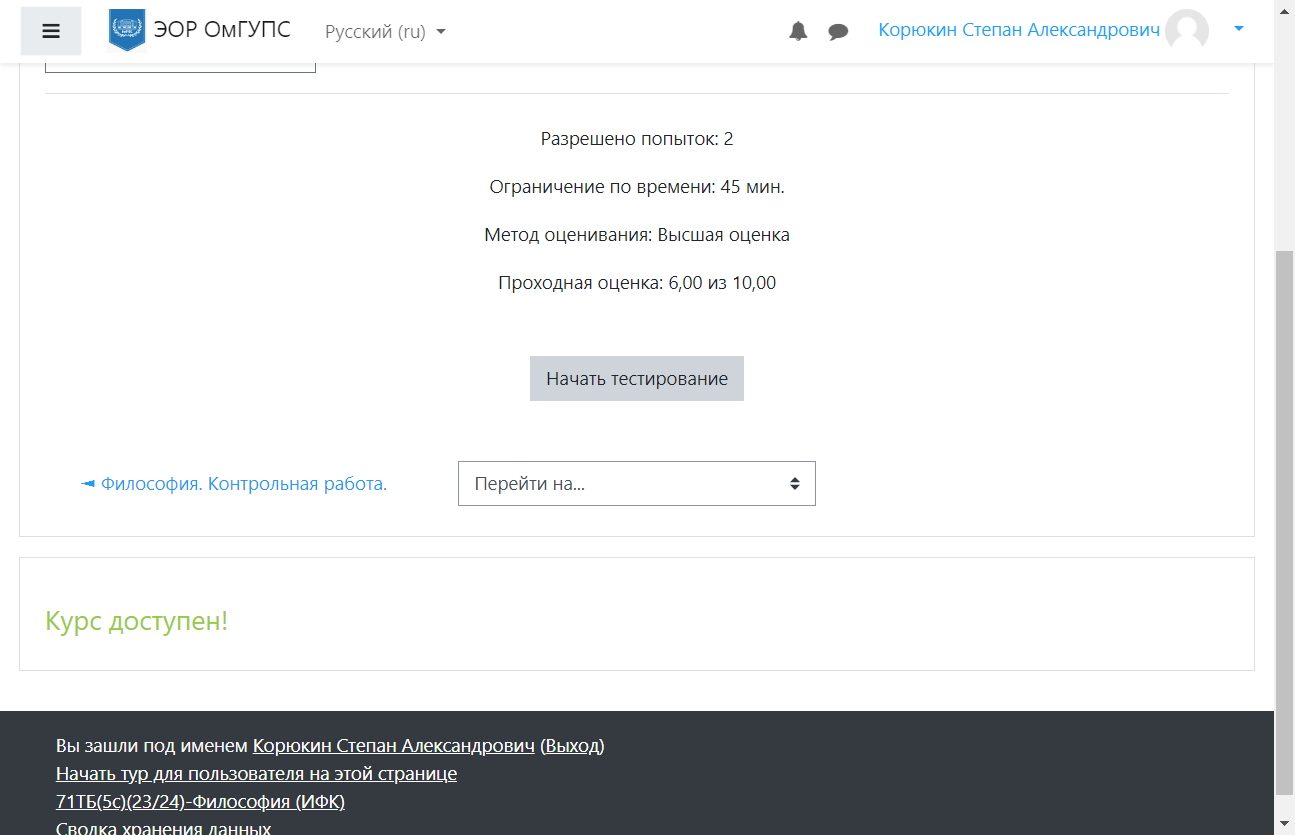 ЭОР ОмГУПС
Русский (ru)
Корюкин Степан Александрович
Разрешено попыток: 2
Ограничение по времени: 45 мин.
Метод оценивания: Высшая оценка
Проходная оценка: 6,00 из 10,00
Начать тестирование
◄ Философия. Контрольная работа.
Перейти на...
Курс доступен!
Вы зашли под именем Корюкин Степан Александрович (Выход)
Начать тур для пользователя на этой странице
71ТБ(5с)(23/24)-Философия (ИФК)
Сводка хранения данных